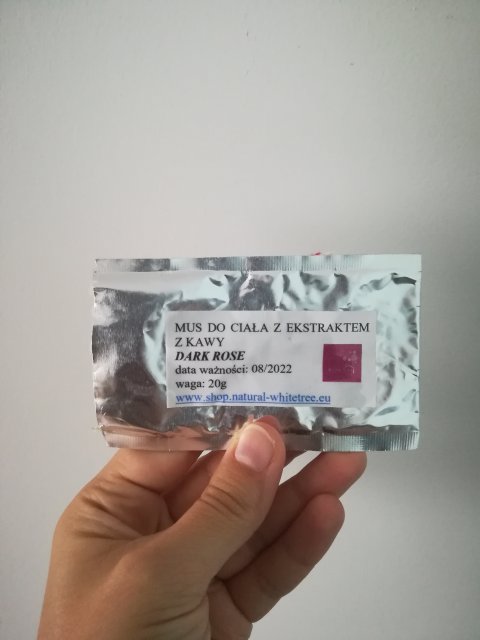 MUS DO CIAŁA Z EKSTRAKTEM
Z KAWY
DARK ROSE
data ważności: 08/2022
waga: 20g
www.shop.natural-whitetree.eu